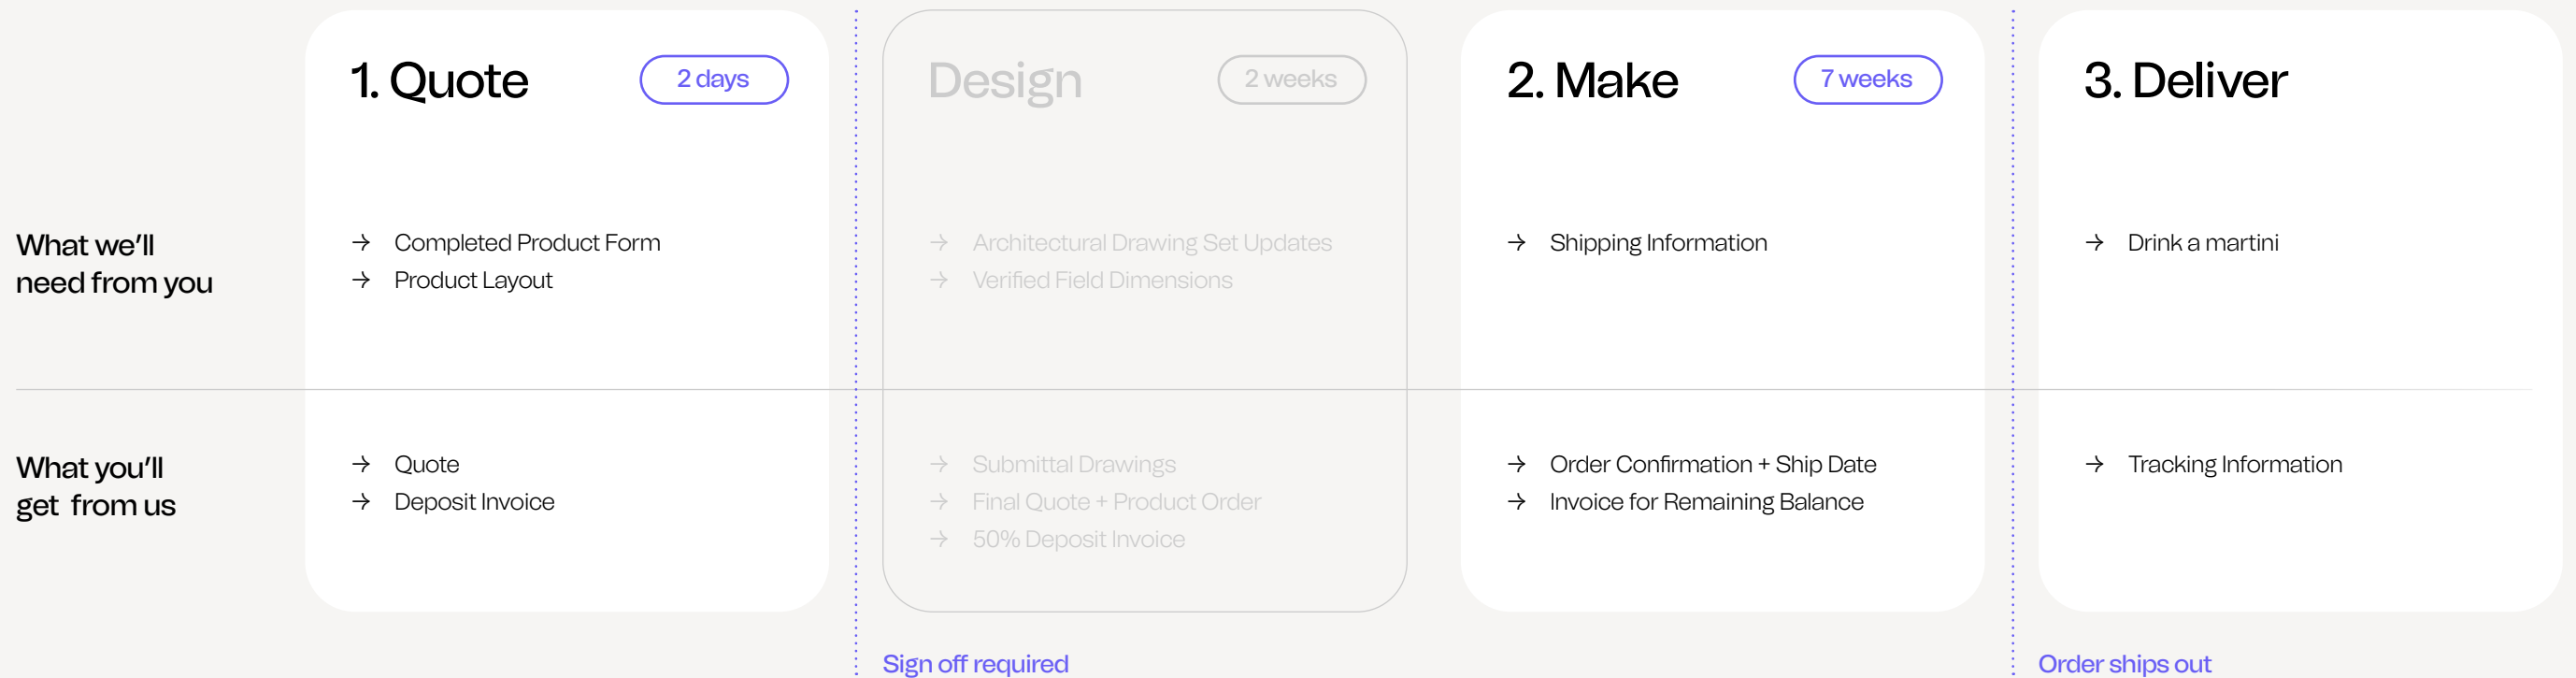 1. Quote
2 days
Design
2 weeks
2. Make
7 weeks
3. Deliver
What we'll
need from you
→ Completed Product Form
→ Product Layout
→ Architectural Drawing Set Updates
→ Verified Field Dimensions
→ Shipping Information
→ Drink a martini
What you'll
get from us
→ Quote
→ Deposit Invoice
→ Submittal Drawings
→ Final Quote + Product Order
→ 50% Deposit Invoice
→ Order Confirmation + Ship Date
→ Invoice for Remaining Balance
→ Tracking Information
Sign off required
Order ships out